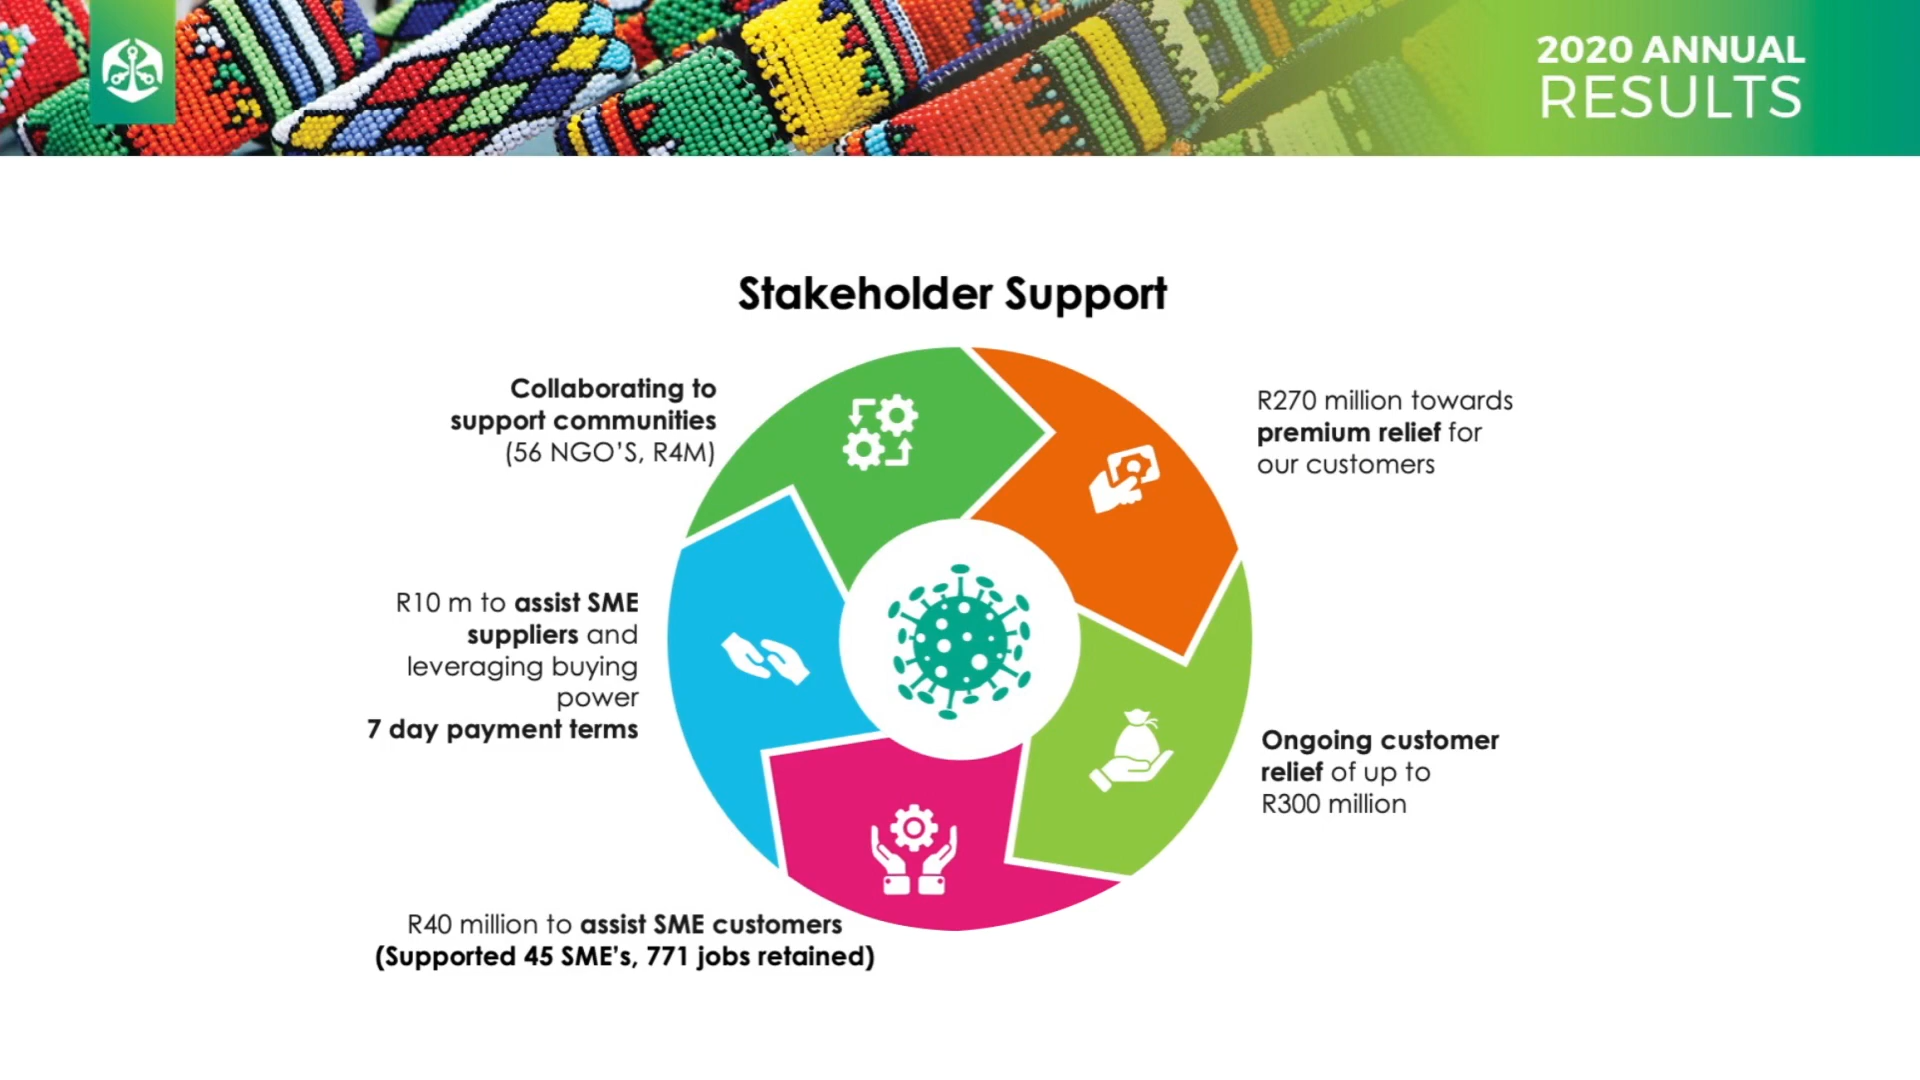 2020 ANNUAL
RESULTS
Stakeholder Support
Collaborating to
support communities
(56 NGO'S, R4M)
R270 million towards
premium relief for
our customers
R10 m to assist SME
suppliers and
leveraging buying
power
7 day payment terms
Ongoing customer
relief of up to
R300 million
R40 million to assist SME customers
(Supported 45 SME's, 771 jobs retained)